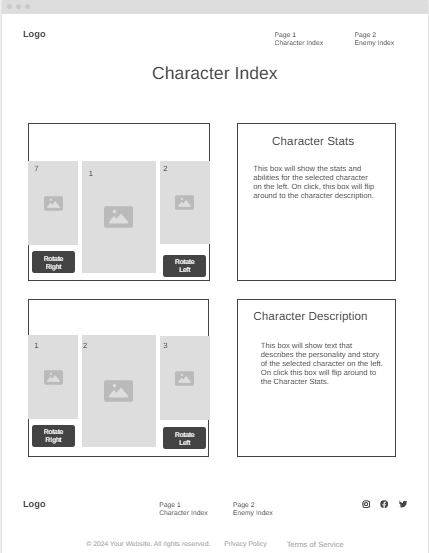 Logo
Page 1
Character Index
Page 2
Enemy Index
Character Index
7
1
2
Rotate
Right
Rotate
Left
Character Stats
This box will show the stats and
abilities for the selected character
on the left. On click, this box will flip
around to the character description.
1
2
3
Rotate
Right
Rotate
Left
Character Description
This box will show text that
describes the personality and story
of the selected character on the left.
On click this box will flip around to
the Character Stats.
Logo
Page 1
Character Index
Page 2
Enemy Index
© 2024 Your Website. All rights reserved.
Privacy Policy
Terms of Service